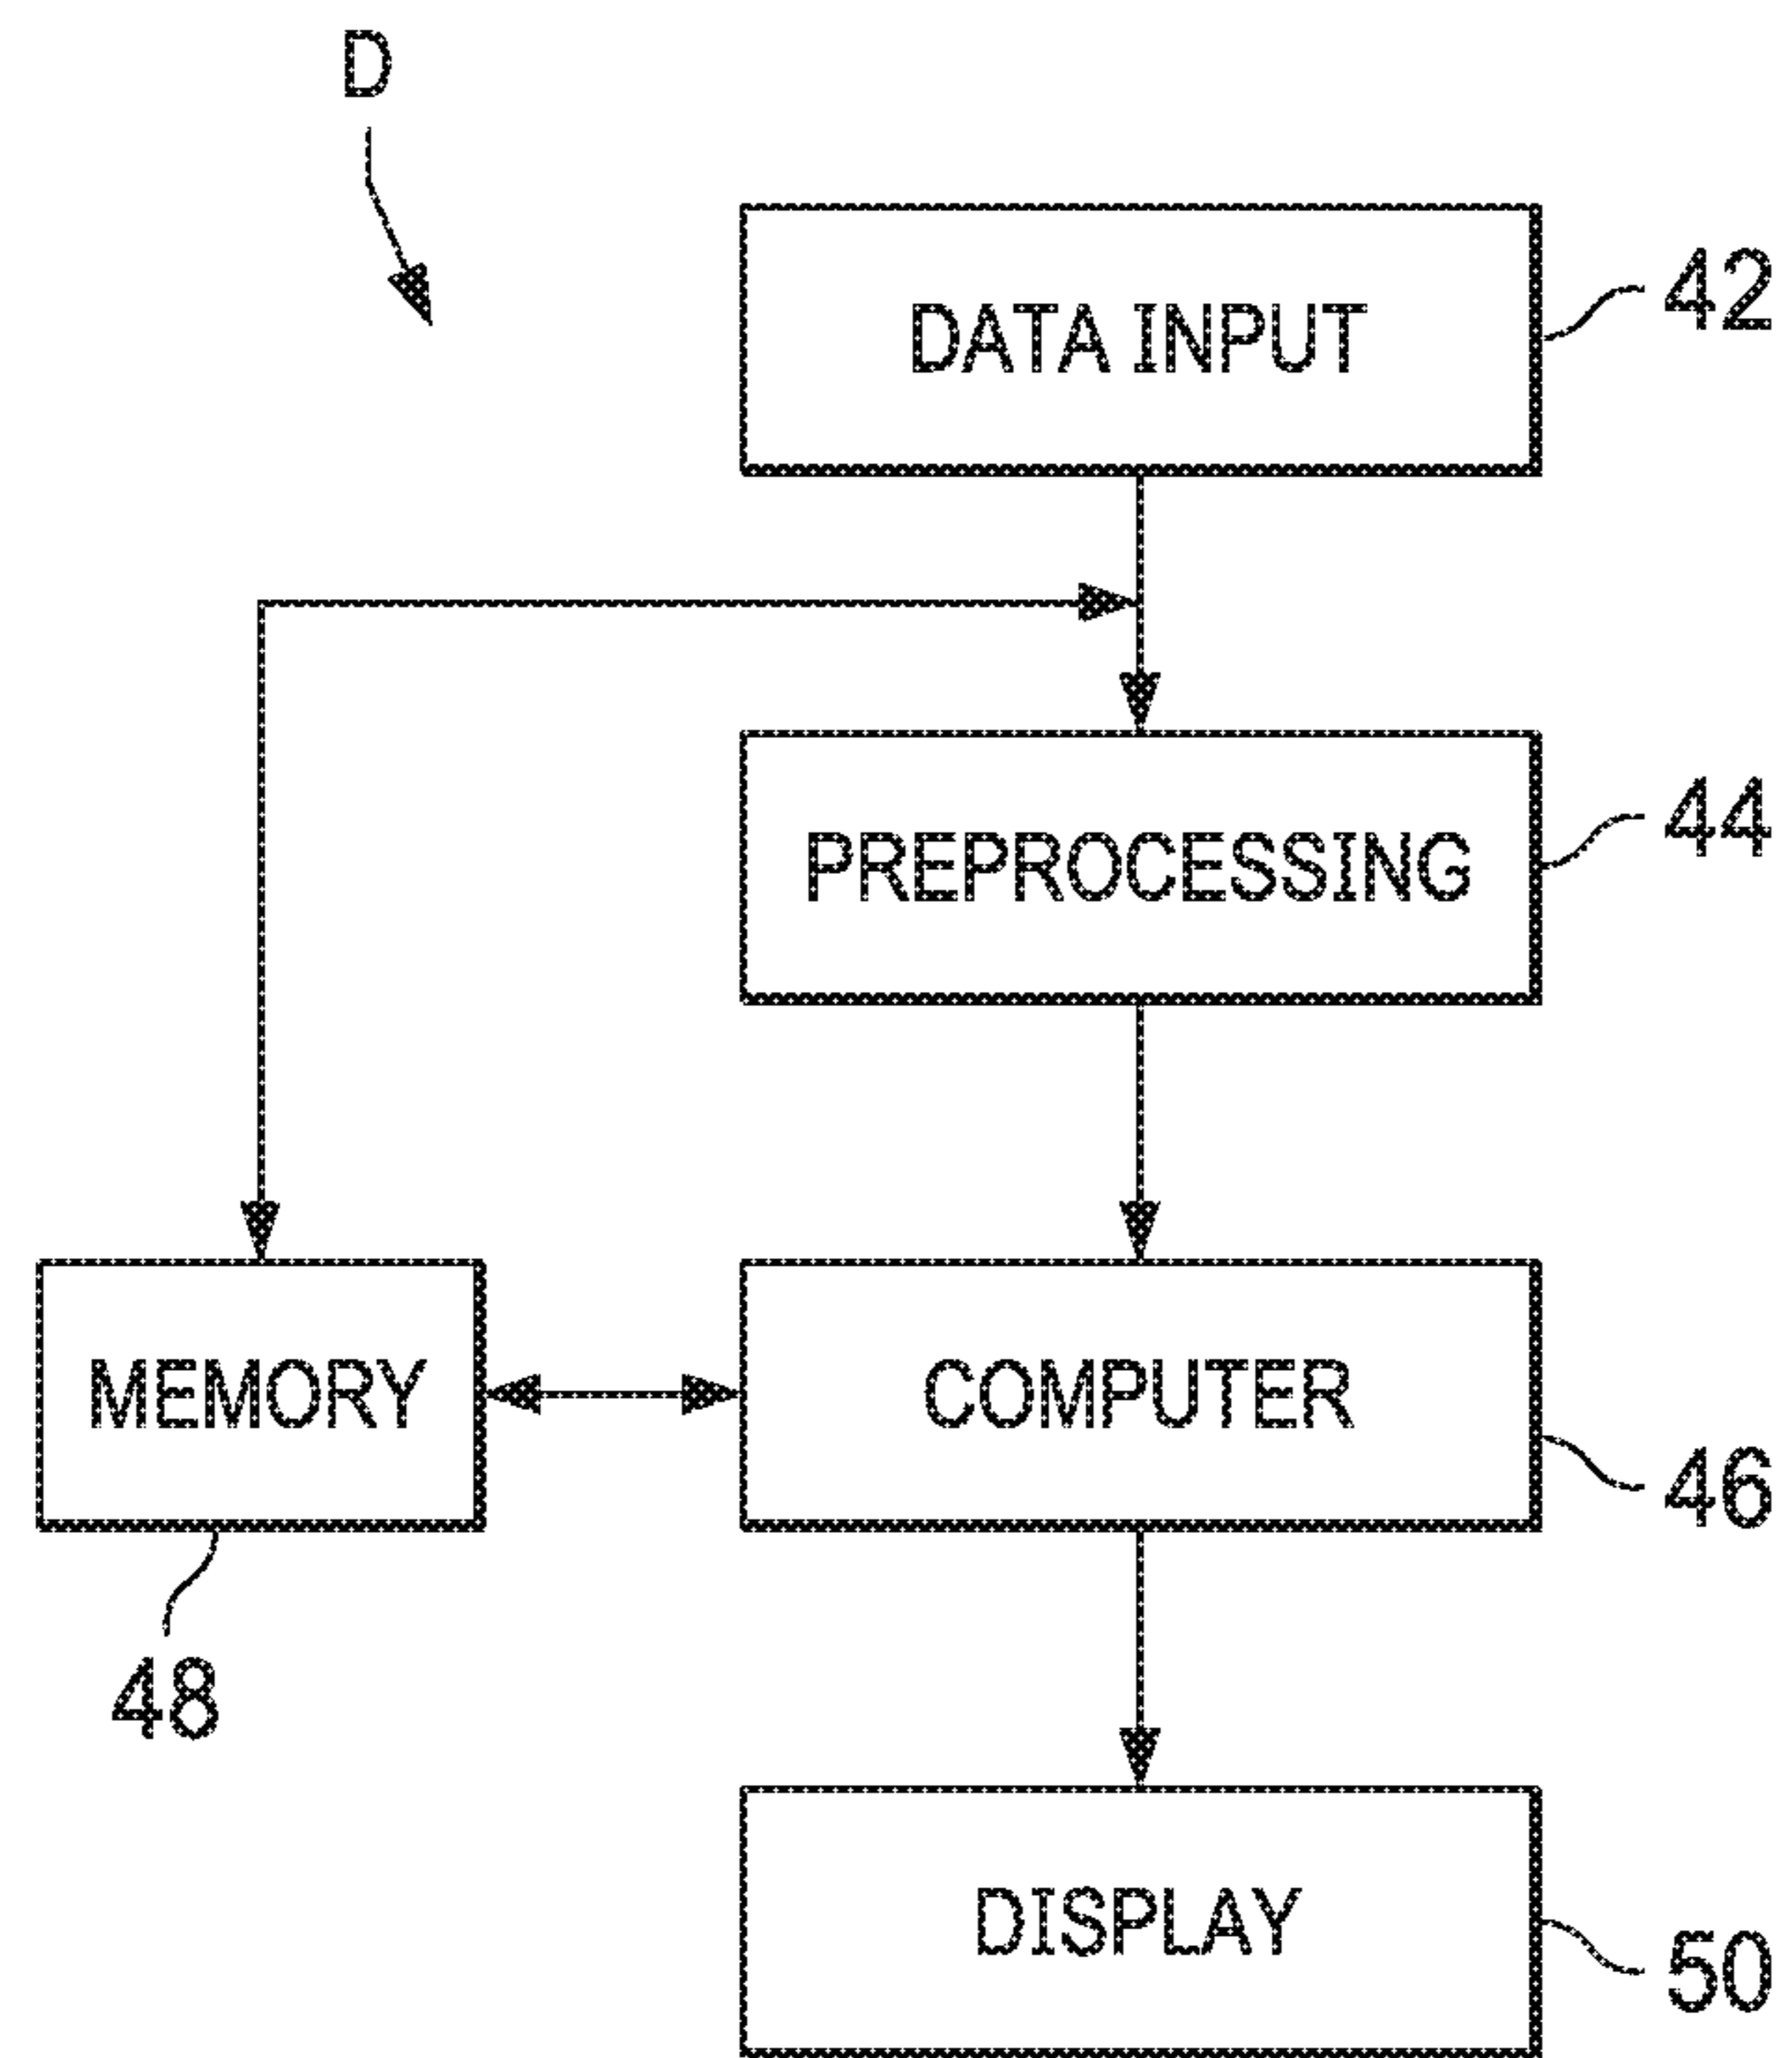 D
DATA INPUT
42
PREPROCESSING
44
MEMORY
COMPUTER
46
48
DISPLAY
50